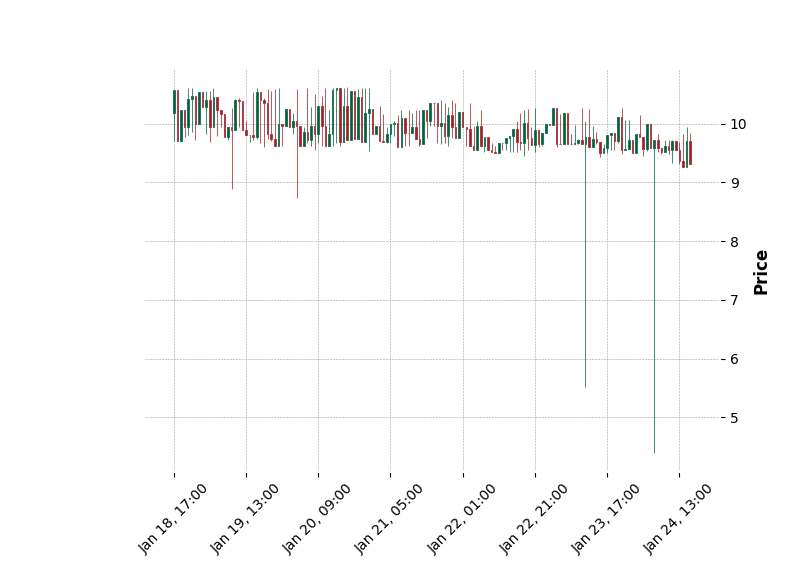 10
9
8
7
6
5
Price
Jan 18, 17:00
Jan 19, 13:00
Jan 20, 09:00
Jan 21, 05:00
Jan 22, 01:00
Jan 22, 21:00
Jan 23, 17:00
Jan 24, 13:00